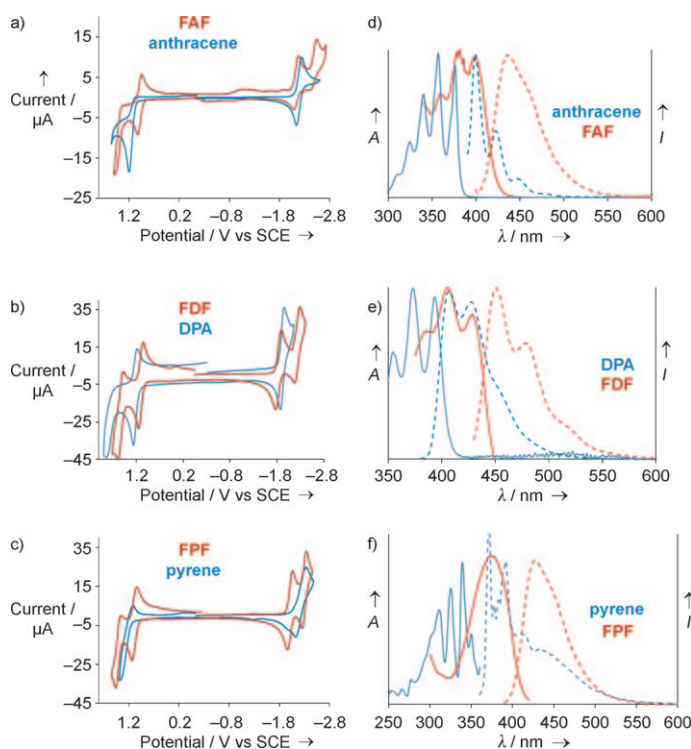 a)
FAF
anthracene
↑
Current /
μA
15
5
–5
–15
–25
1.2 0.2 –0.8 –1.8 –2.8
Potential / V vs SCE →
d)
anthracene
FAF
↑
A
↑
I
300 350 400 450 500 550 600
λ / nm →
b)
FDF
DPA
↑
Current /
μA
35
15
–5
–25
–45
1.2 0.2 –0.8 –1.8 –2.8
Potential / V vs SCE →
e)
DPA
FDF
↑
A
↑
I
350 400 450 500 550 600
λ / nm →
c)
FPF
pyrene
↑
Current /
μA
35
15
–5
–25
–45
1.2 0.2 –0.8 –1.8 –2.8
Potential / V vs SCE →
f)
pyrene
FPF
↑
A
↑
I
250 300 350 400 450 500 550 600
λ / nm →